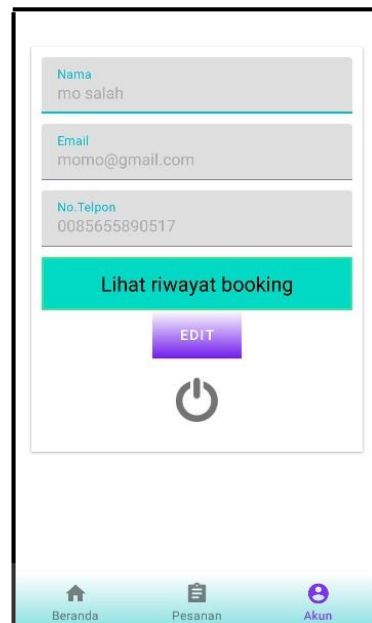 Nama
mo salah
Email
momo@gmail.com
No.Telpon
0085655890517
Lihat riwayat booking
EDIT
Beranda
Pesanan
Akun